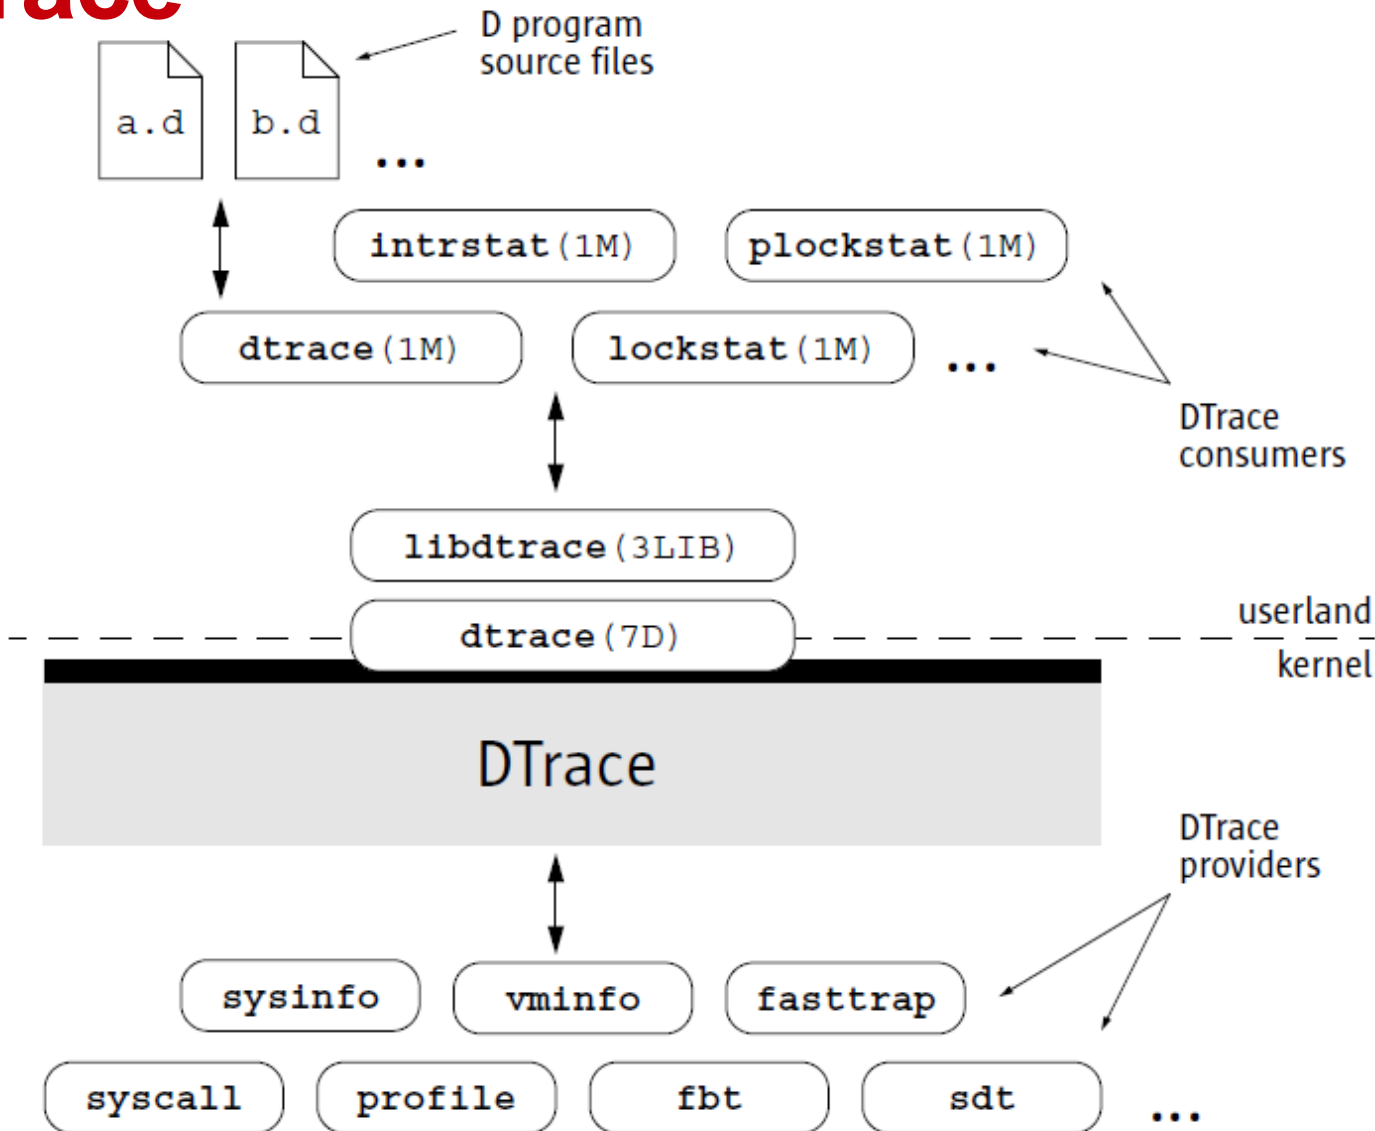 D program
source files
a.d
b.d
...
intrstat(1M)
plockstat(1M)
dtrace(1M)
lockstat(1M)
...
DTrace
consumers
libdtrace(3LIB)
userland
dtrace(7D)
kernel
DTrace
DTrace
providers
sysinfo
vminfo
fasttrap
syscall
profile
fbt
sdt
...